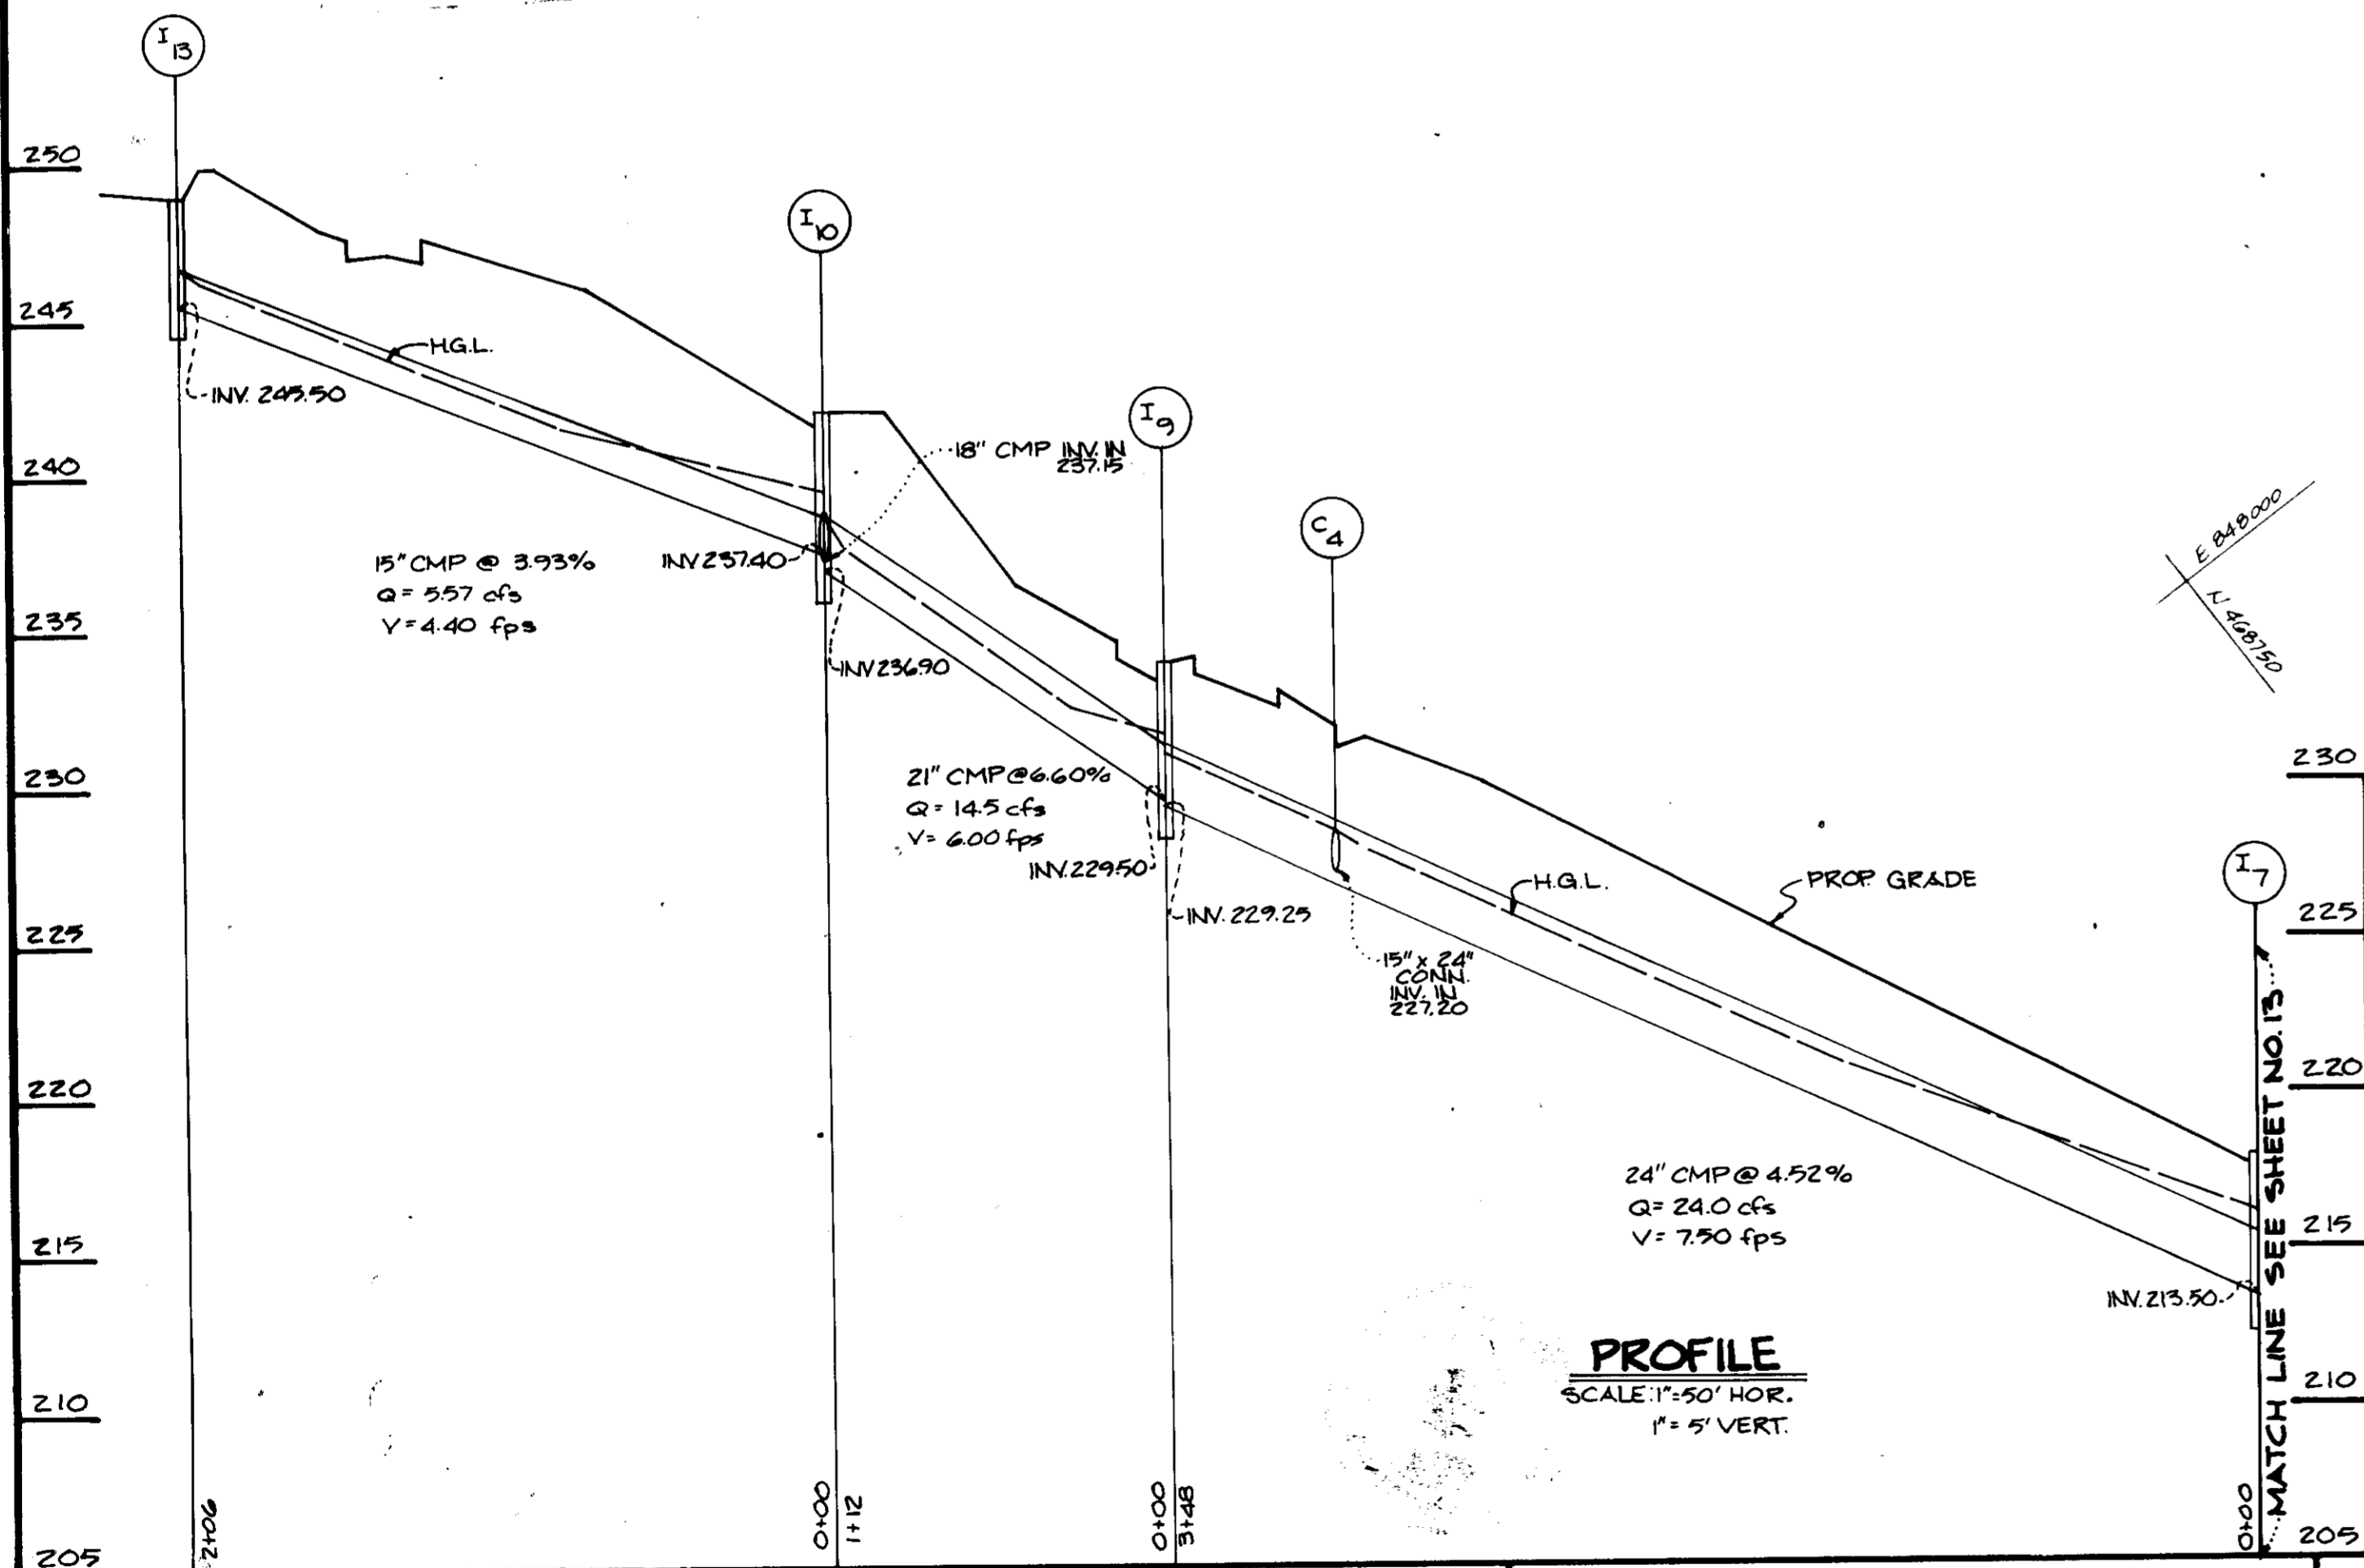 I13
250
I10
245
H.G.L.
INV. 245.50
I9
18" CMP INV. IN
237.15
240
C4
E 848000
N 468750
15" CMP @ 3.93%
Q = 5.57 cfs
V = 4.40 fps
INV 237.40
235
INV 236.90
230
230
21" CMP @ 6.60%
Q = 14.5 cfs
V = 6.00 fps
INV. 229.50
INV. 229.25
H.G.L.
PROP. GRADE
I7
225
225
15" x 24"
CONN.
INV. IN
227.20
220
220
24" CMP @ 4.52%
Q = 24.0 cfs
V = 7.50 fps
215
215
INV. 213.50
MATCH LINE SEE SHEET NO. 13
PROFILE
SCALE: 1"=50' HOR.
1"= 5' VERT.
210
210
2+06
0+00
1+12
0+00
3+48
0+00
205
205